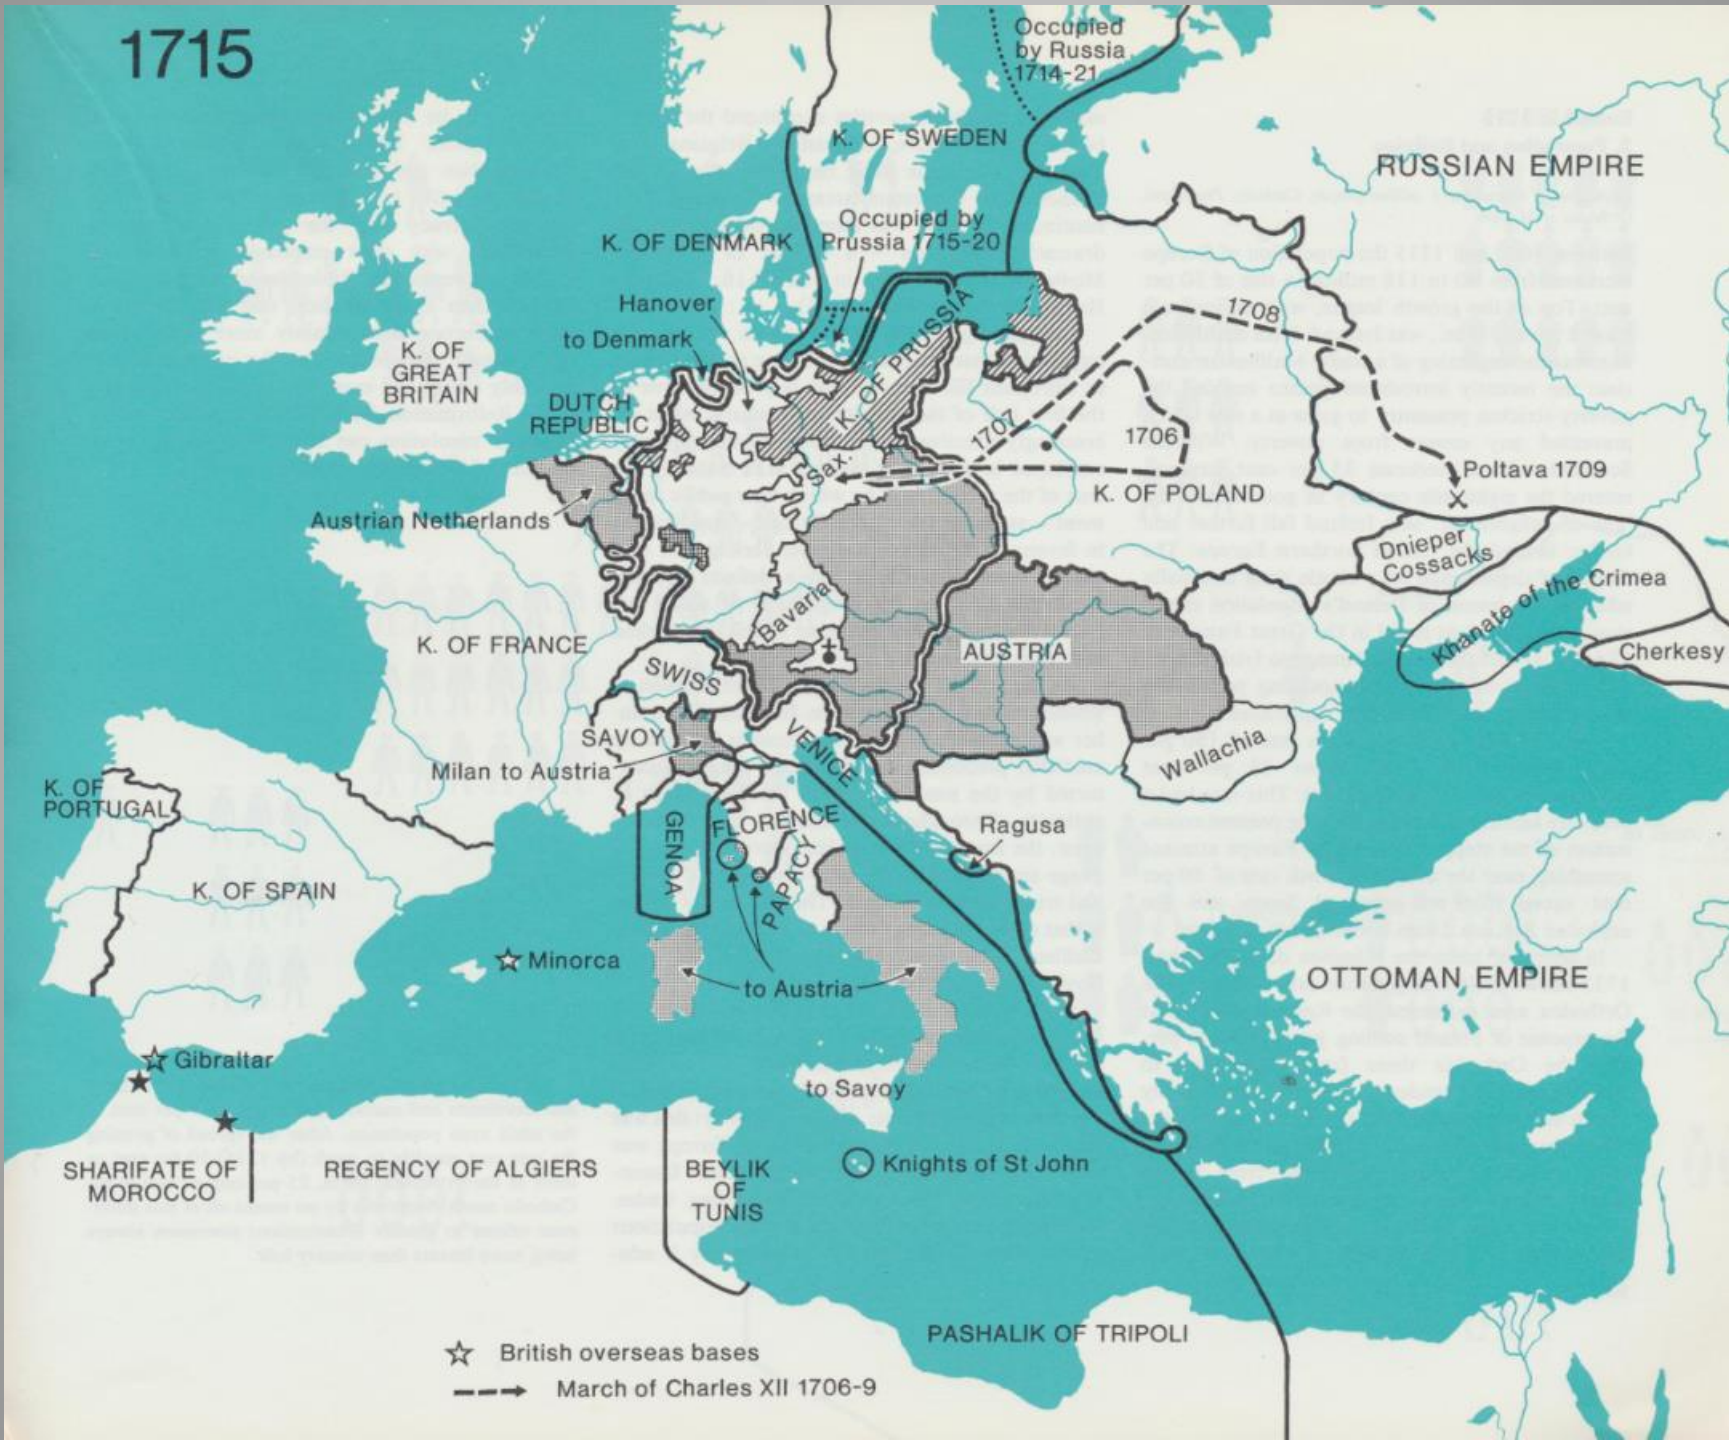 1715
Occupied
by Russia
1714-21
K. OF SWEDEN
RUSSIAN EMPIRE
K. OF DENMARK
Occupied by
Prussia 1715-20
Hanover
to Denmark
K. OF PRUSSIA
1708
K. OF
GREAT
BRITAIN
DUTCH
REPUBLIC
1707
1706
Sax.
Poltava 1709
K. OF POLAND
Austrian Netherlands
Dnieper
Cossacks
Khanate of the Crimea
Bavaria
K. OF FRANCE
AUSTRIA
Cherkesy
SWISS
SAVOY
VENICE
Wallachia
Milan to Austria
K. OF
PORTUGAL
GENOA
FLORENCE
Ragusa
PAPACY
K. OF SPAIN
Minorca
to Austria
OTTOMAN EMPIRE
Gibraltar
to Savoy
Knights of St John
SHARIFATE OF
MOROCCO
REGENCY OF ALGIERS
BEYLIK
OF
TUNIS
PASHALIK OF TRIPOLI
British overseas bases
March of Charles XII 1706-9